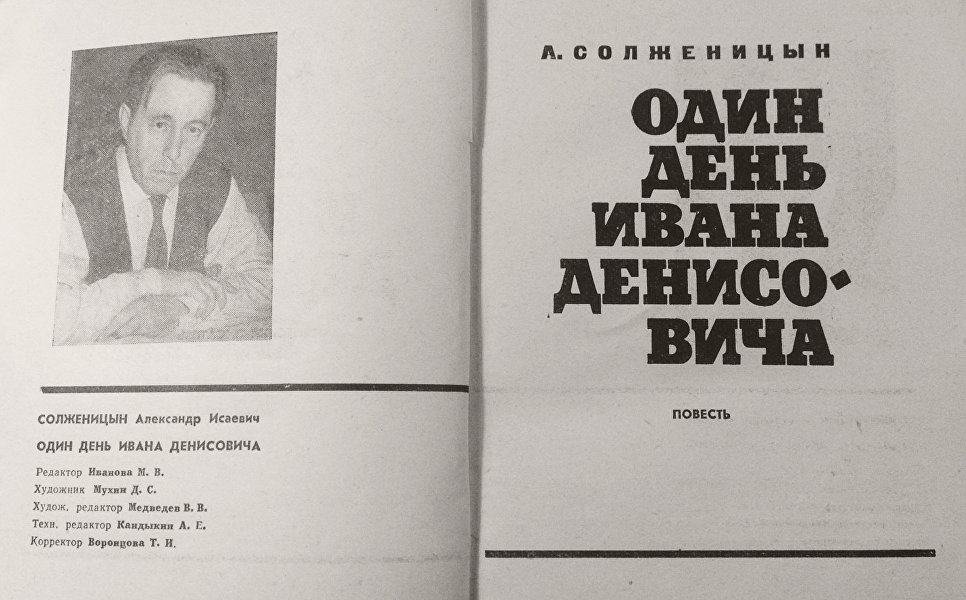 СОЛЖЕНИЦЫН Александр Исаевич
ОДИН ДЕНЬ ИВАНА ДЕНИСОВИЧА
Редактор Иванова М. В.
Художник Мухин Д. С.
Худож. редактор Медведев В. В.
Техн. редактор Кандыкин А. Е.
Корректор Воронцова Т. И.
А. СОЛЖЕНИЦЫН
ОДИН
ДЕНЬ
ИВАНА
ДЕНИСО-
ВИЧА
ПОВЕСТЬ